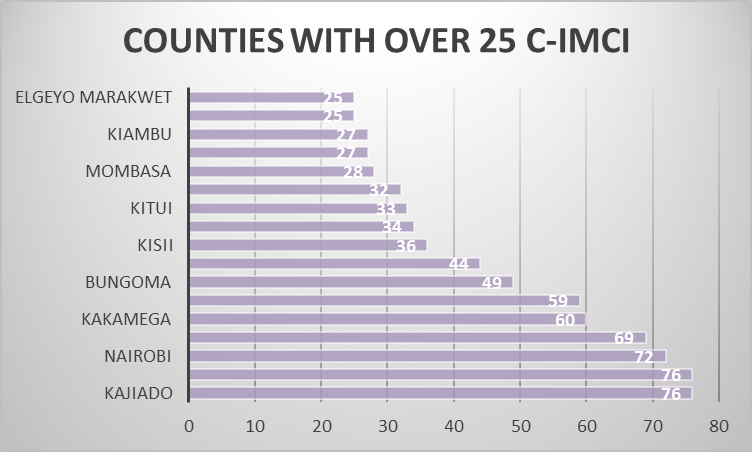 COUNTIES WITH OVER 25 C-IMCI
ELGEYO MARAKWET 25
25
KIAMBU 27
27
MOMBASA 28
32
KITUI 33
34
KISII 36
44
BUNGOMA 49
59
KAKAMEGA 60
69
NAIROBI 72
76
KAJIADO 76
0 10 20 30 40 50 60 70 80